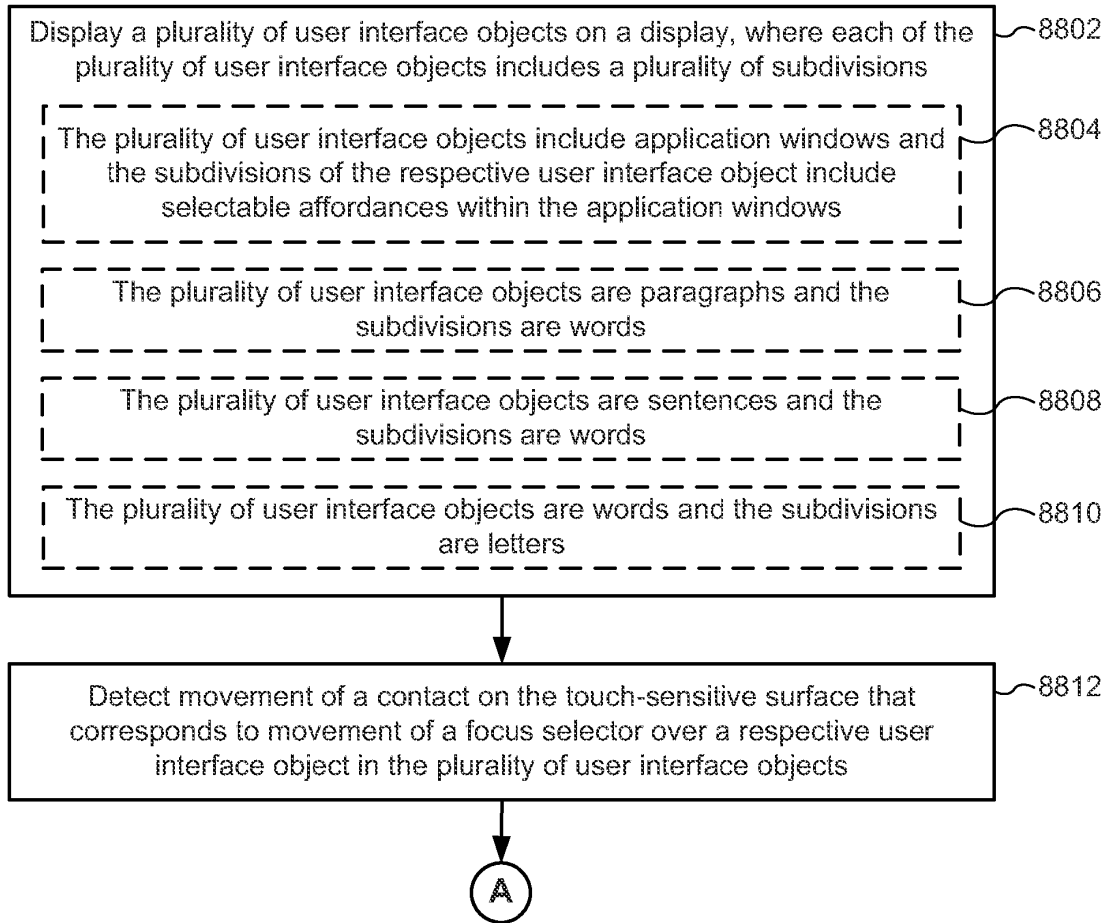 Display a plurality of user interface objects on a display, where each of the
plurality of user interface objects includes a plurality of subdivisions
8802
The plurality of user interface objects include application windows and
the subdivisions of the respective user interface object include
selectable affordances within the application windows
8804
The plurality of user interface objects are paragraphs and the
subdivisions are words
8806
The plurality of user interface objects are sentences and the
subdivisions are words
8808
The plurality of user interface objects are words and the subdivisions
are letters
8810
Detect movement of a contact on the touch-sensitive surface that
corresponds to movement of a focus selector over a respective user
interface object in the plurality of user interface objects
8812
A